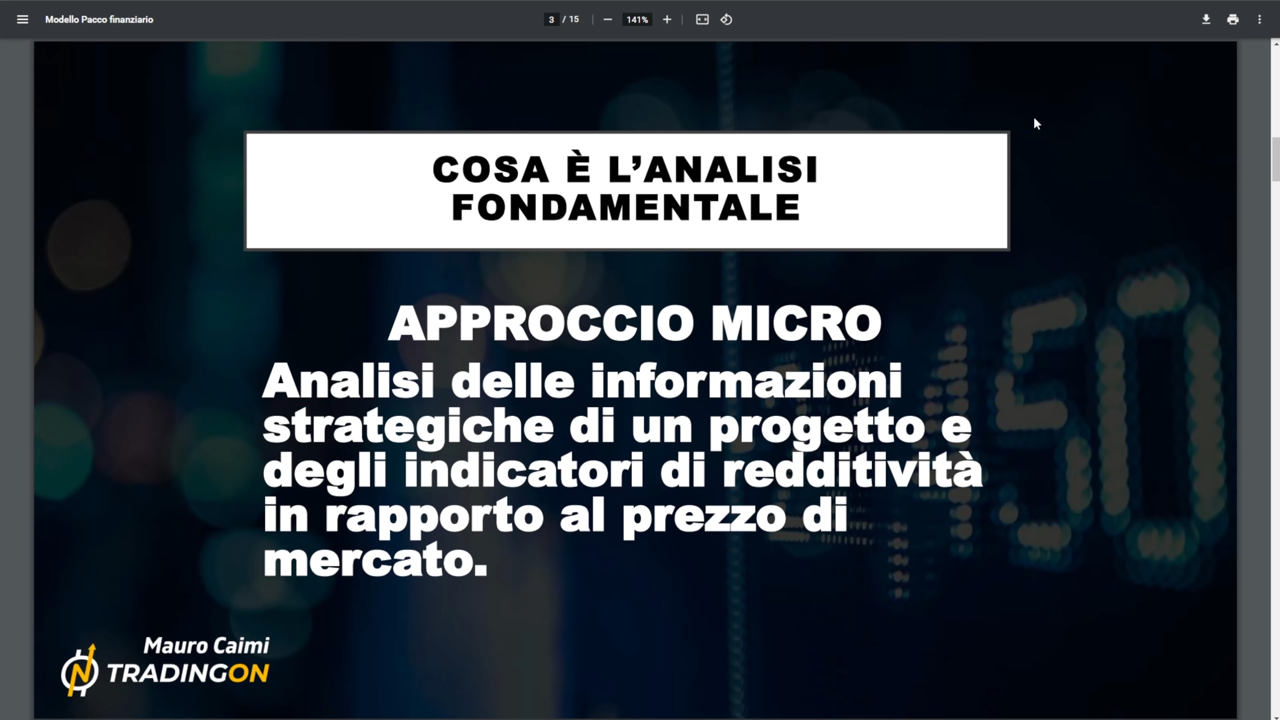 Modello Pacco finanziario
3 / 15
141%
COSA È L’ANALISI
FONDAMENTALE
APPROCCIO MICRO
Analisi delle informazioni
strategiche di un progetto e
degli indicatori di redditività
in rapporto al prezzo di
mercato.
Mauro Caimi
TRADINGON